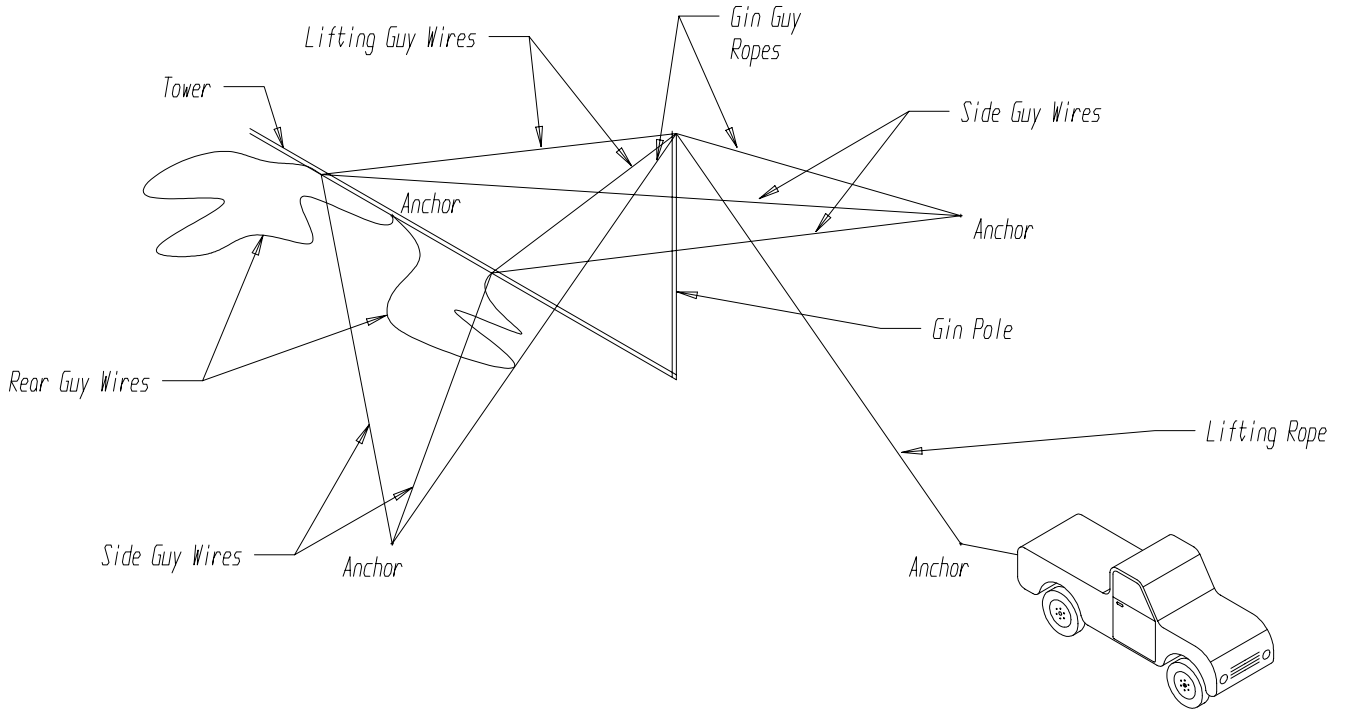 Gin Guy
Ropes
Lifting Guy Wires
Tower
Side Guy Wires
Anchor
Anchor
Gin Pole
Rear Guy Wires
Lifting Rope
Side Guy Wires
Anchor
Anchor